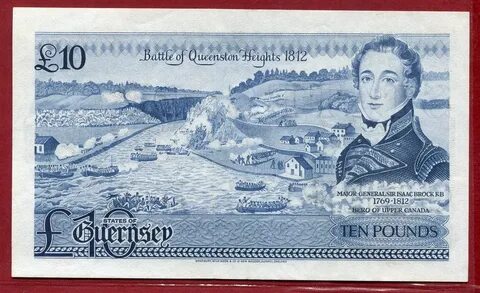 £10
Battle of Queenston Heights 1812
MAJOR-GENERAL SIR ISAAC BROCK K.B.
1769-1812
HERO OF UPPER CANADA
£10
STATES OF
Guernsey
TEN POUNDS